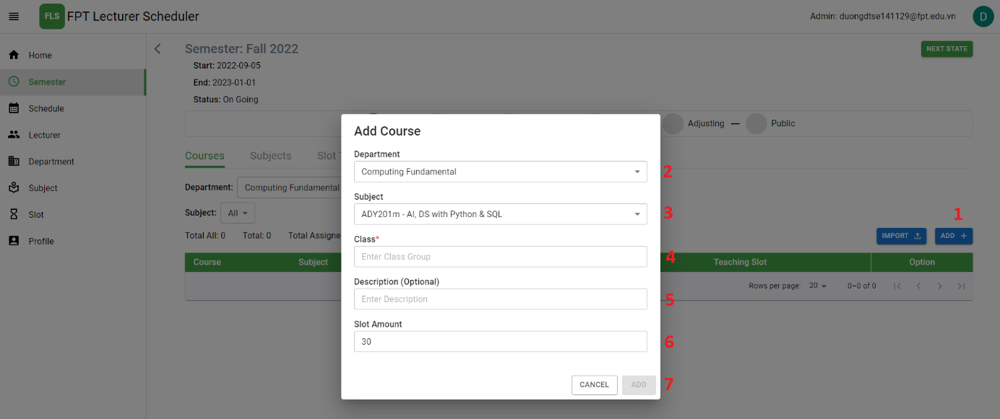 FLS FPT Lecturer Scheduler
Admin: duongdtse141129@fpt.edu.vn D
Home
Semester
Schedule
Lecturer
Department
Subject
Slot
Profile
Semester: Fall 2022
NEXT STATE
Start: 2022-09-05
End: 2023-01-01
Status: On Going
Adjusting
Public
Courses Subjects Slot
Department: Computing Fundamental
Subject: All
Total All: 0 Total: 0 Total Assigne
1
IMPORT ADD +
Course Subject Teaching Slot Option
Rows per page: 20 0–0 of 0
Add Course
Department
Computing Fundamental 2
Subject
ADY201m - AI, DS with Python & SQL 3
Class*
Enter Class Group 4
Description (Optional)
Enter Description 5
Slot Amount
30 6
CANCEL ADD 7